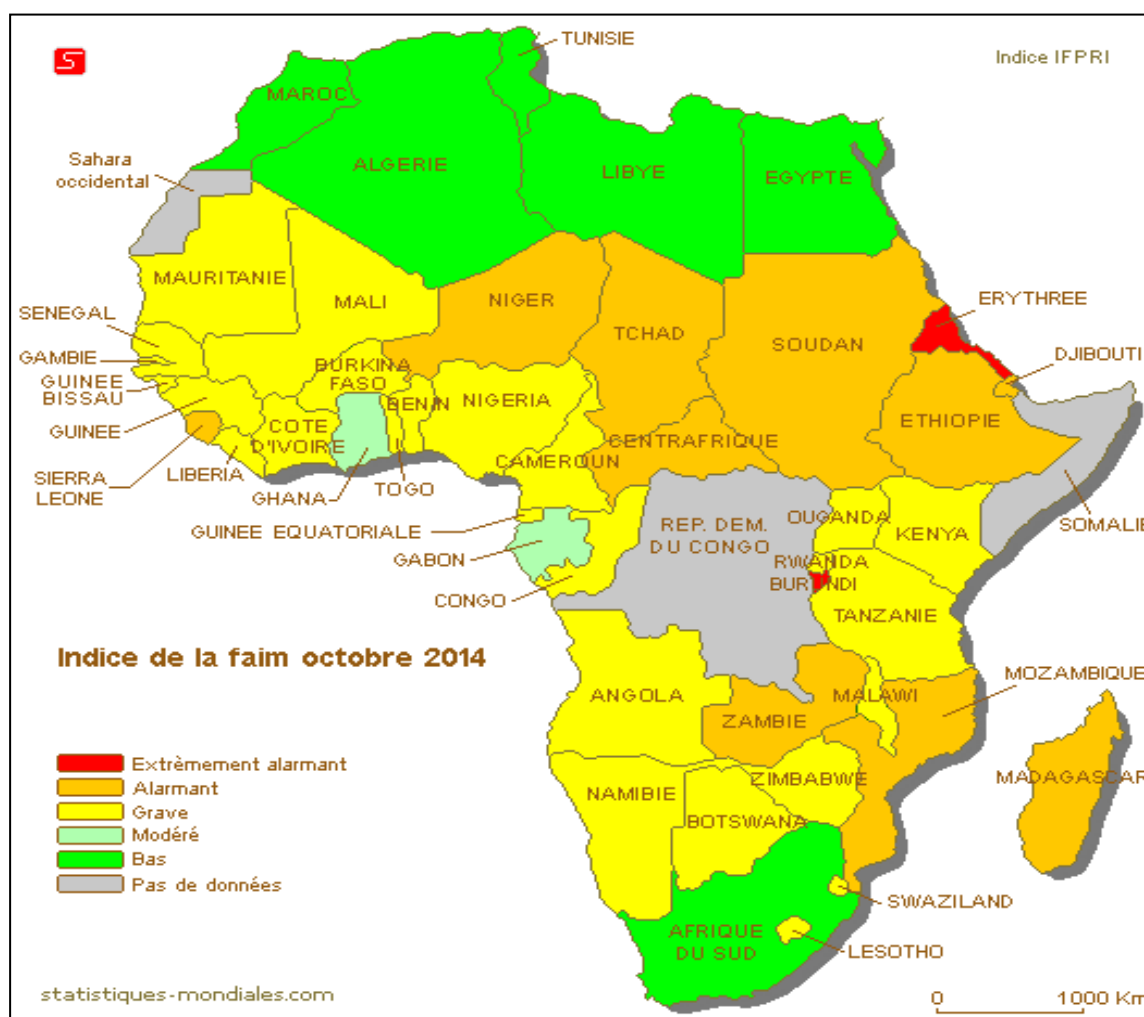 S
TUNISIE
Indice IFPRI
MAROC
Sahara
occidental
ALGERIE
LIBYE
EGYPTE
MAURITANIE
MALI
NIGER
TCHAD
SOUDAN
ERYTHREE
SENEGAL
GAMBIE
GUINEE
BISSAU
GUINEE
SIERRA
LEONE
LIBERIA
COTE
D'IVOIRE
BURKINA
FASO
GHANA
TOGO
BENIN
NIGERIA
CENTRAFRIQUE
CAMEROUN
ETHIOPIE
DJIBOUTI
SOMALIE
GUINEE EQUATORIALE
GABON
CONGO
REP. DEM.
DU CONGO
OUGANDA
KENYA
RWANDA
BURUNDI
TANZANIE
Indice de la faim octobre 2014
ANGOLA
ZAMBIE
MALAWI
MOZAMBIQUE
MADAGASCAR
NAMIBIE
ZIMBABWE
BOTSWANA
SWAZILAND
AFRIQUE
DU SUD
LESOTHO
Extrèmement alarmant
Alarmant
Grave
Modéré
Bas
Pas de données
statistiques-mondiales.com
0 1000 Km